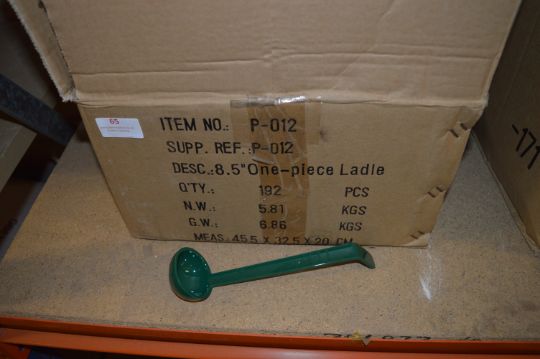 65
ITEM NO.: P-012
SUPP. REF.: P-012
DESC.: 8.5" One-piece Ladle
Q'TY.: 192 PCS
N.W.: 5.81 KGS
G.W.: 6.86 KGS
MEAS. 45.5 X 32.5 X 20 CM
-171